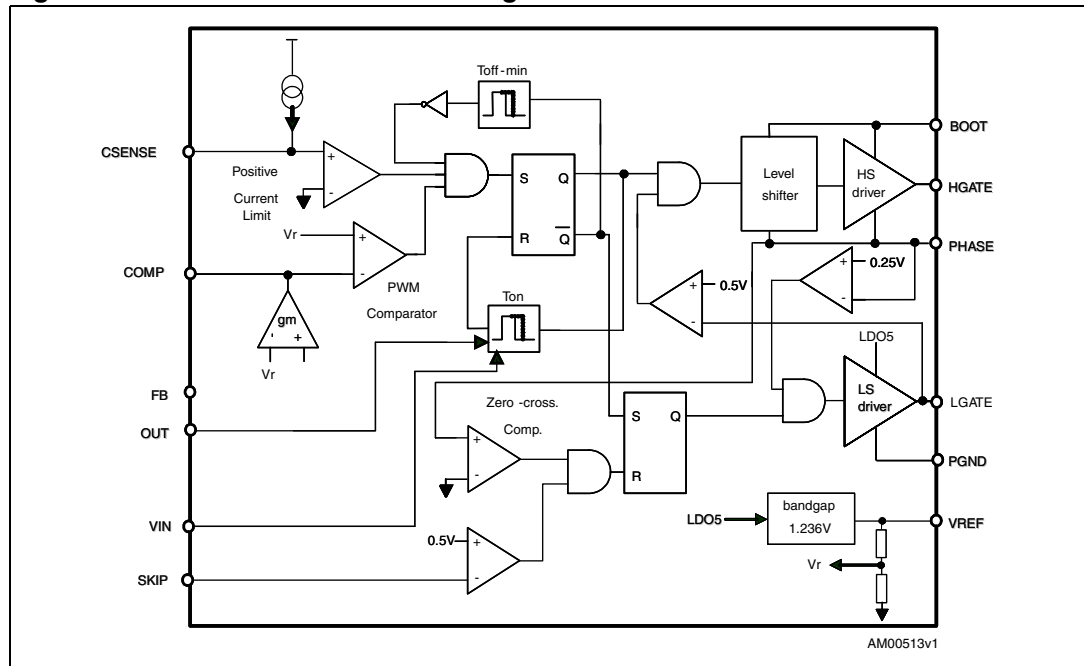 Toff-min
BOOT
CSENSE
Positive
Current
Limit
+
-
S
Q
R
Q
Level
shifter
HS
driver
HGATE
Vr
+
-
PHASE
COMP
PWM
Comparator
+
-
0.5V
+
-
0.25V
gm
- +
Vr
Ton
LDO5
FB
OUT
Zero -cross.
Comp.
+
-
S
Q
R
LS
driver
LGATE
PGND
VIN
LDO5
bandgap
1.236V
VREF
0.5V
+
-
SKIP
Vr
AM00513v1